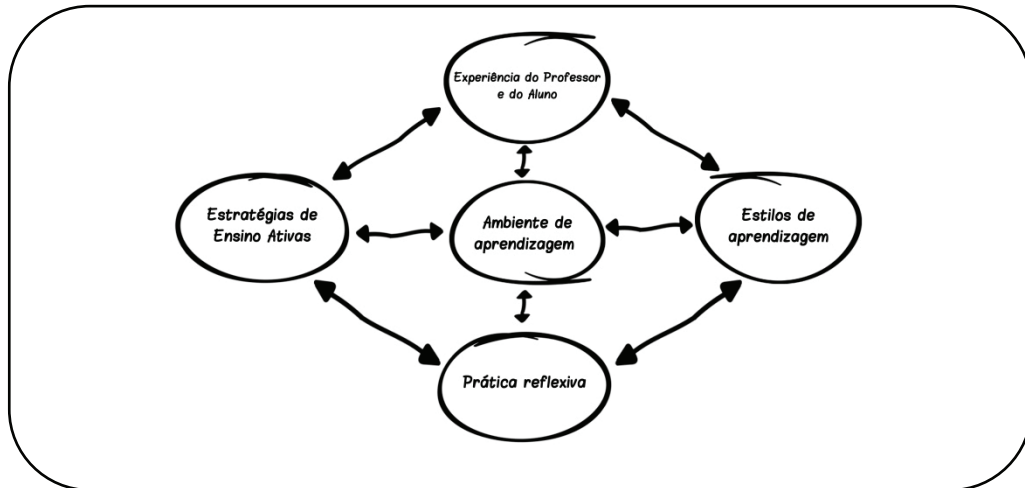 Experiência do Professor
e do Aluno
Estratégias de
Ensino Ativas
Ambiente de
aprendizagem
Estilos de
aprendizagem
Prática reflexiva